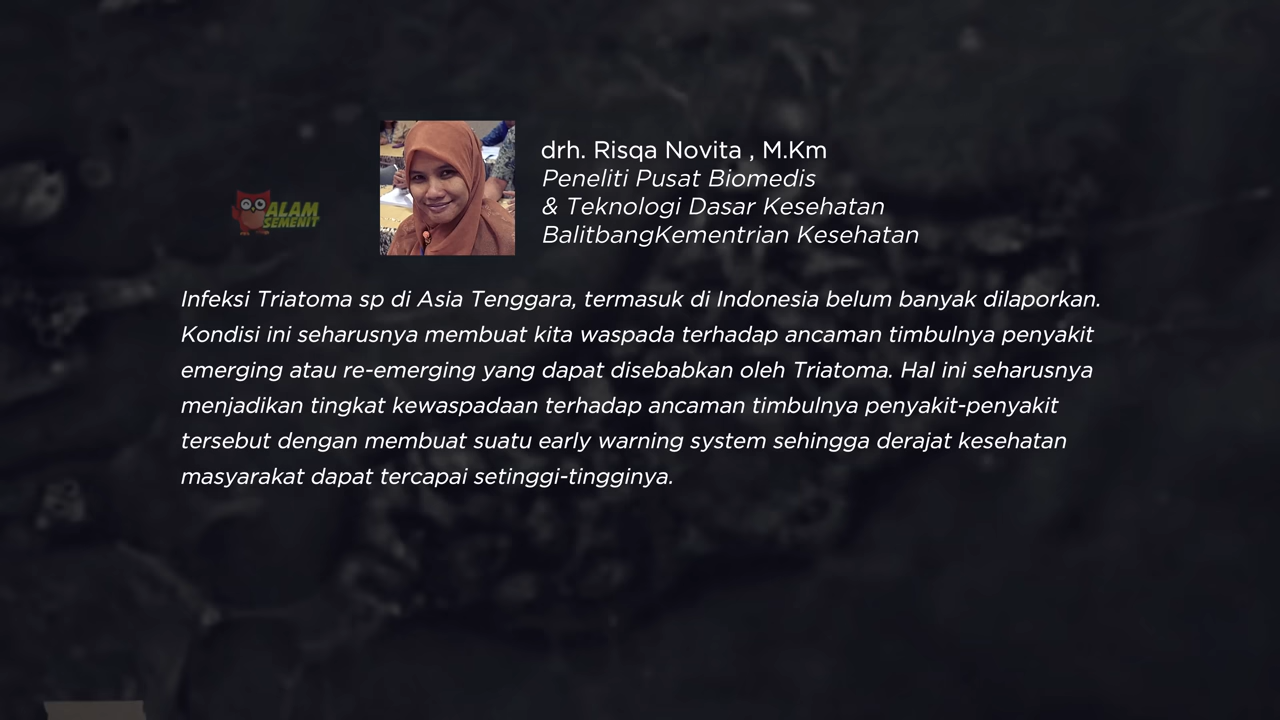 drh. Risqa Novita , M.Km
Peneliti Pusat Biomedis
& Teknologi Dasar Kesehatan
BalitbangKementrian Kesehatan
ALAM
SEMENIT
Infeksi Triatoma sp di Asia Tenggara, termasuk di Indonesia belum banyak dilaporkan.
Kondisi ini seharusnya membuat kita waspada terhadap ancaman timbulnya penyakit
emerging atau re-emerging yang dapat disebabkan oleh Triatoma. Hal ini seharusnya
menjadikan tingkat kewaspadaan terhadap ancaman timbulnya penyakit-penyakit
tersebut dengan membuat suatu early warning system sehingga derajat kesehatan
masyarakat dapat tercapai setinggi-tingginya.